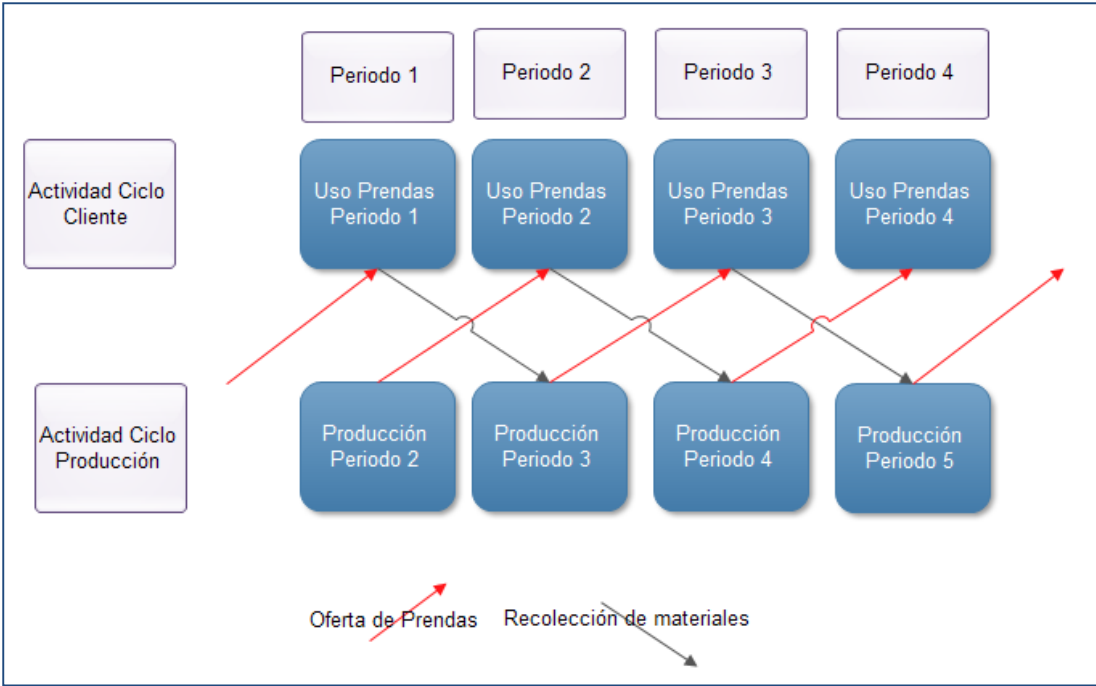 Periodo 1
Periodo 2
Periodo 3
Periodo 4
Actividad Ciclo
Cliente
Uso Prendas
Periodo 1
Uso Prendas
Periodo 2
Uso Prendas
Periodo 3
Uso Prendas
Periodo 4
Actividad Ciclo
Producción
Producción
Periodo 2
Producción
Periodo 3
Producción
Periodo 4
Producción
Periodo 5
Oferta de Prendas
Recolección de materiales